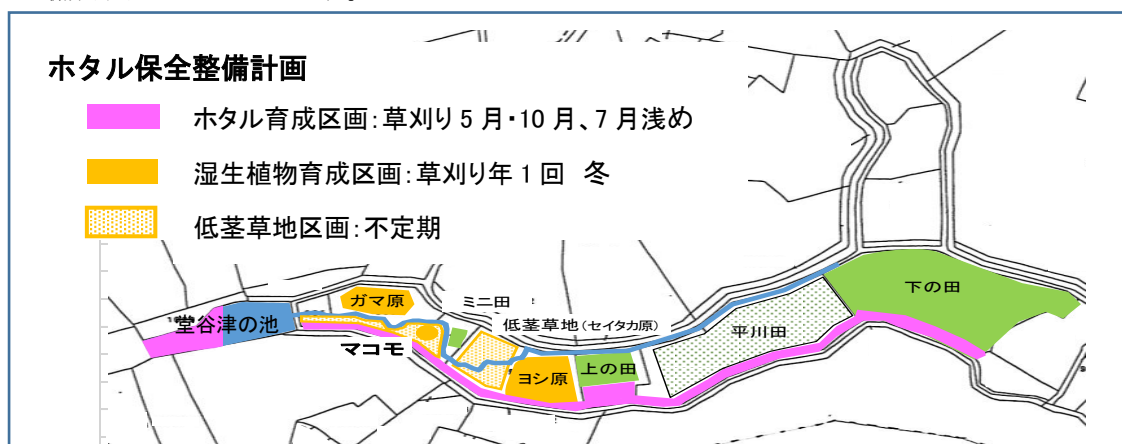 ホタル保全整備計画
ホタル育成区画：草刈り 5 月・10 月、7 月浅め
湿生植物育成区画：草刈り年 1 回　冬
低茎草地区画：不定期
下の田
ガマ原
ミニ田
堂谷津の池
低茎草地（セイタカ原）
平川田
マコモ
上の田
ヨシ原